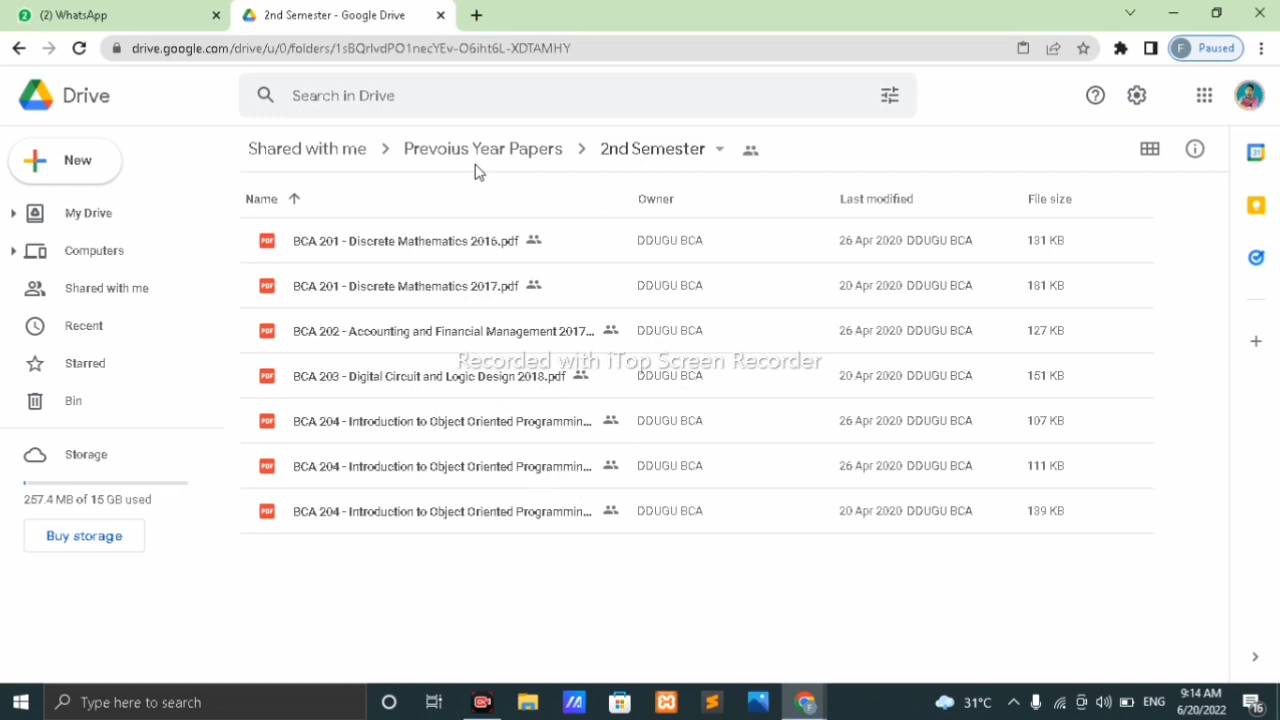 (2) WhatsApp
2nd Semester - Google Drive
drive.google.com/drive/u/0/folders/1sBQrIvdPO1necYEv-O6iht6L-XDTAMHY
F Paused
Drive
Search in Drive
New
My Drive
Computers
Shared with me
Recent
Starred
Bin
Storage
257.4 MB of 15 GB used
Buy storage
Shared with me > Prevoius Year Papers > 2nd Semester
Name Owner Last modified File size
PDF BCA 201 - Discrete Mathematics 2016.pdf DDUGU BCA 26 Apr 2020 DDUGU BCA 131 KB
PDF BCA 201 - Discrete Mathematics 2017.pdf DDUGU BCA 20 Apr 2020 DDUGU BCA 181 KB
PDF BCA 202 - Accounting and Financial Management 2017... DDUGU BCA 26 Apr 2020 DDUGU BCA 127 KB
Recorded with iTop Screen Recorder
PDF BCA 203 - Digital Circuit and Logic Design 2018.pdf DDUGU BCA 20 Apr 2020 DDUGU BCA 151 KB
PDF BCA 204 - Introduction to Object Oriented Programmin... DDUGU BCA 26 Apr 2020 DDUGU BCA 107 KB
PDF BCA 204 - Introduction to Object Oriented Programmin... DDUGU BCA 26 Apr 2020 DDUGU BCA 111 KB
PDF BCA 204 - Introduction to Object Oriented Programmin... DDUGU BCA 20 Apr 2020 DDUGU BCA 139 KB
Type here to search
31°C
ENG
9:14 AM
6/20/2022
16